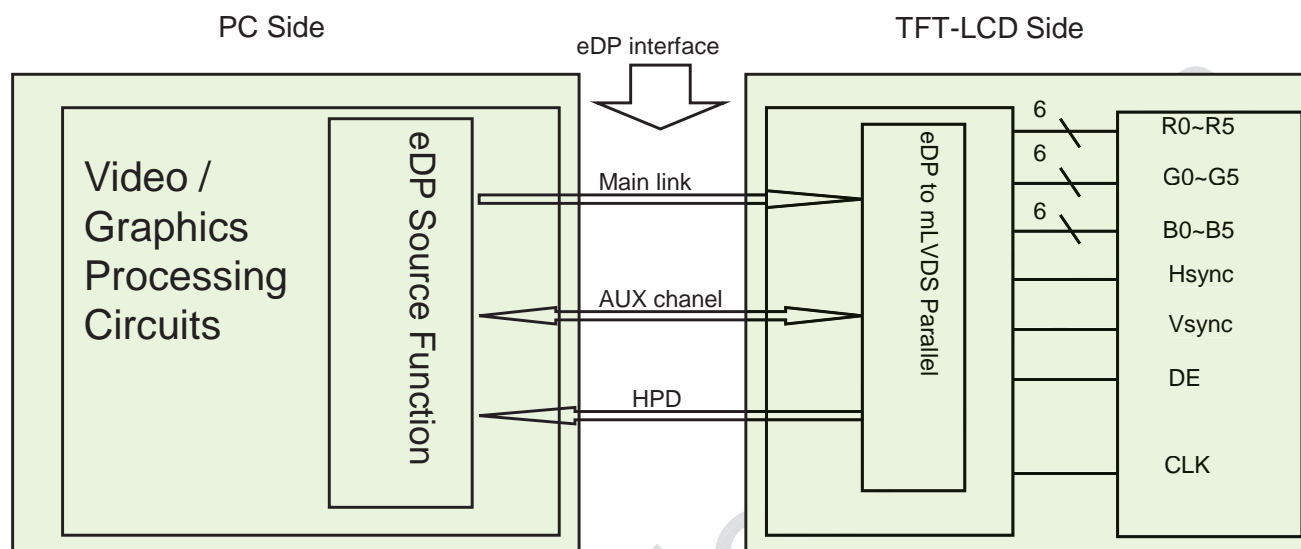 PC Side
eDP interface
TFT-LCD Side
Video /
Graphics
Processing
Circuits
eDP Source Function
Main link
AUX chanel
HPD
eDP to mLVDS Parallel
6
R0~R5
6
G0~G5
6
B0~B5
Hsync
Vsync
DE
CLK